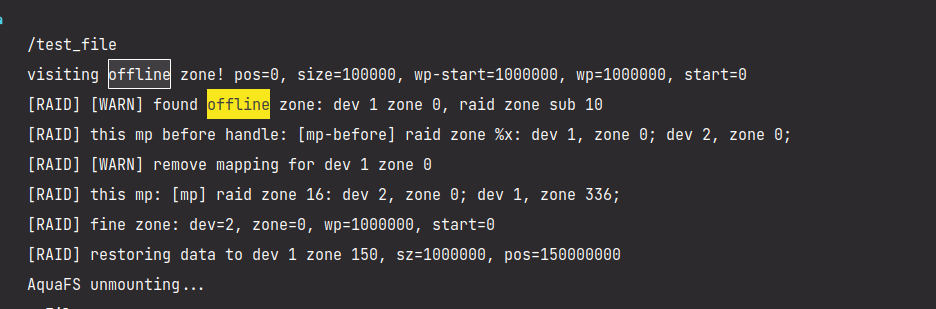 /test_file
visiting offline zone! pos=0, size=100000, wp-start=1000000, wp=1000000, start=0
[RAID] [WARN] found offline zone: dev 1 zone 0, raid zone sub 10
[RAID] this mp before handle: [mp-before] raid zone %x: dev 1, zone 0; dev 2, zone 0;
[RAID] [WARN] remove mapping for dev 1 zone 0
[RAID] this mp: [mp] raid zone 16: dev 2, zone 0; dev 1, zone 336;
[RAID] fine zone: dev=2, zone=0, wp=1000000, start=0
[RAID] restoring data to dev 1 zone 150, sz=1000000, pos=150000000
AquaFS unmounting...